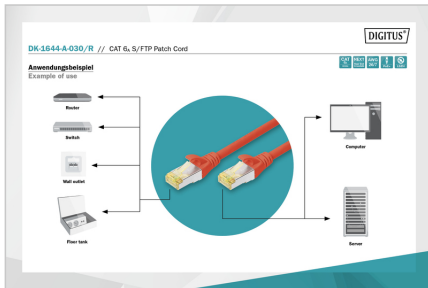 DIGITUS®
DK-1644-A-030/R // CAT 6A S/FTP Patch Cord
Anwendungsbeispiel
Example of use
Router
Switch
Wall outlet
Floor tank
Computer
Server